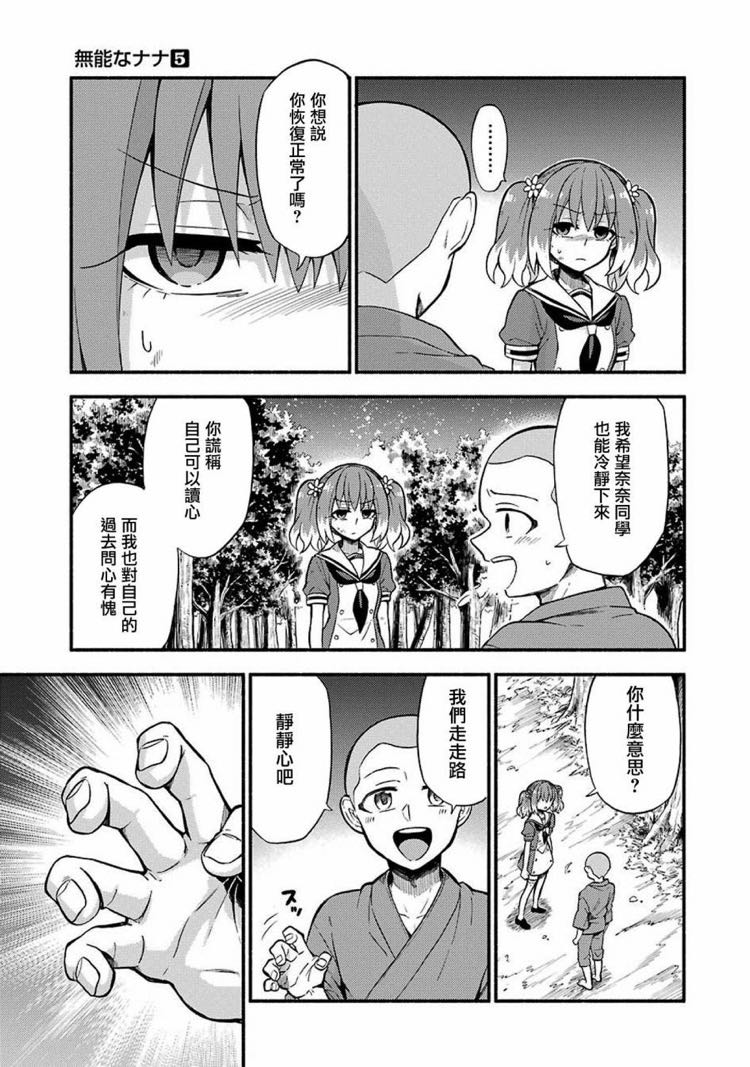 無能なナナ5
………
你想說
你恢復正常了嗎？
我希望奈奈同學
也能冷靜下來
你謊稱
自己可以讀心
而我也對自己的
過去問心有愧
你什麼意思？
我們走走路
靜靜心吧
スッ